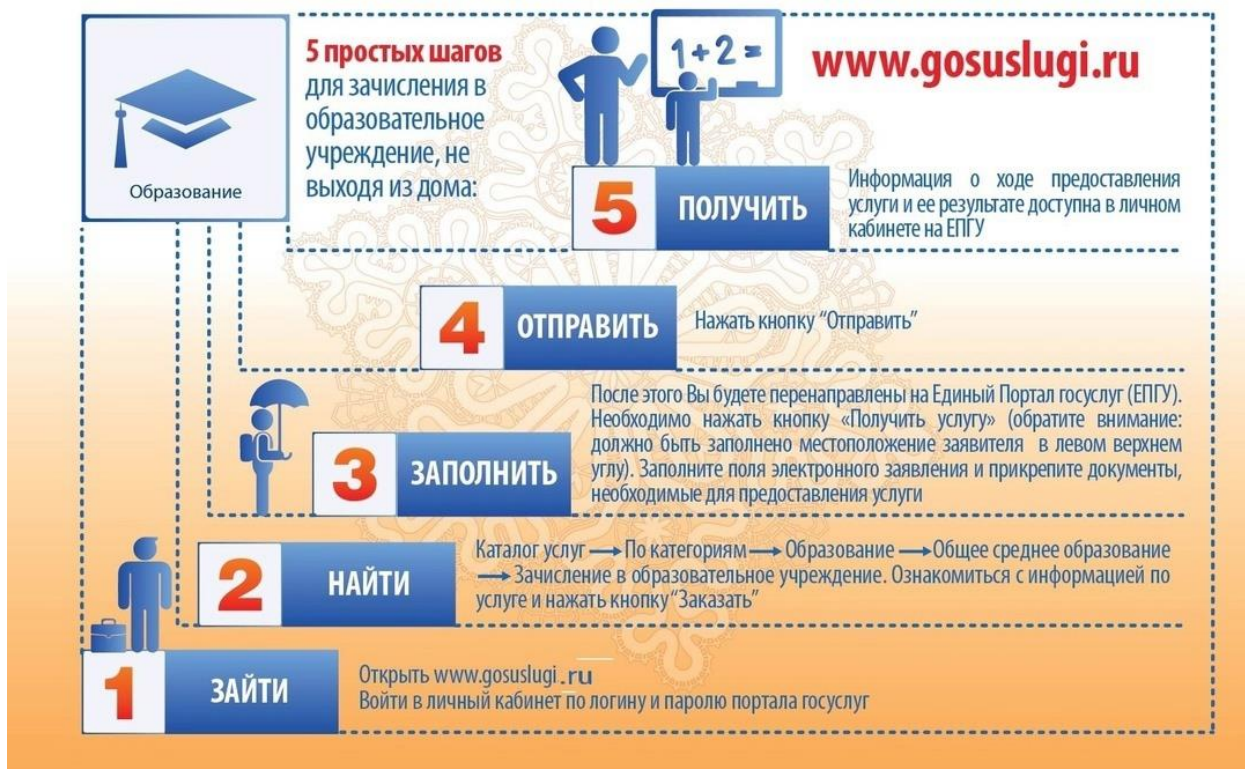 Образование
5 простых шагов
для зачисления в
образовательное
учреждение, не
выходя из дома:
1+2=
www.gosuslugi.ru
5 ПОЛУЧИТЬ
Информация о ходе предоставления
услуги и ее результате доступна в личном
кабинете на ЕПГУ
4 ОТПРАВИТЬ
Нажать кнопку “Отправить”
3 ЗАПОЛНИТЬ
После этого Вы будете перенаправлены на Единый Портал госуслуг (ЕПГУ).
Необходимо нажать кнопку «Получить услугу» (обратите внимание:
должно быть заполнено местоположение заявителя в левом верхнем
углу). Заполните поля электронного заявления и прикрепите документы,
необходимые для предоставления услуги
2 НАЙТИ
Каталог услуг → По категориям → Образование → Общее среднее образование
→ Зачисление в образовательное учреждение. Ознакомиться с информацией по
услуге и нажать кнопку “Заказать”
1 ЗАЙТИ
Открыть www.gosuslugi.ru
Войти в личный кабинет по логину и паролю портала госуслуг